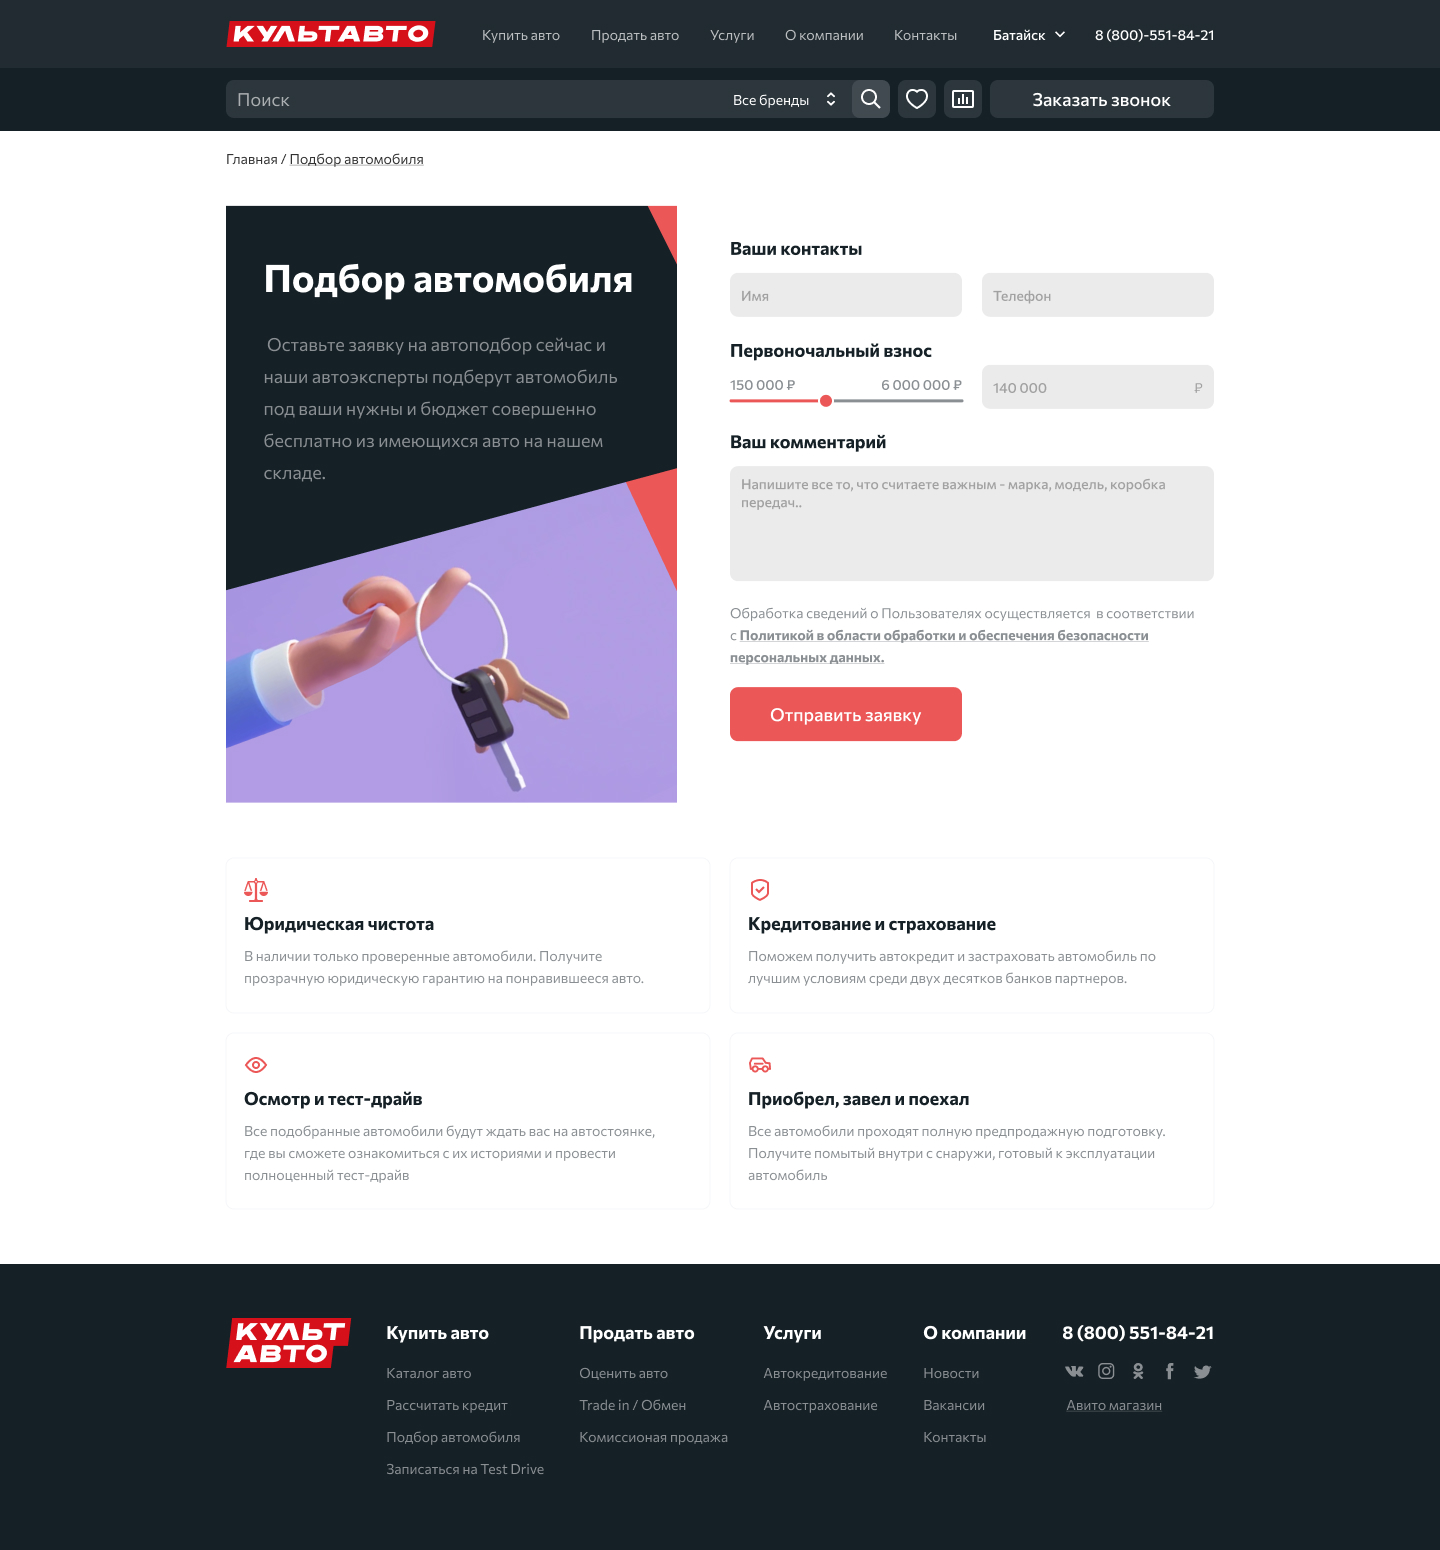 КУЛЬТАВТО
Купить авто
Продать авто
Услуги
О компании
Контакты
Батайск
8 (800)-551-84-21
Поиск
Все бренды
Заказать звонок
Главная / Подбор автомобиля
Подбор автомобиля
Оставьте заявку на автоподбор сейчас и
наши автоэксперты подберут автомобиль
под ваши нужны и бюджет совершенно
бесплатно из имеющихся авто на нашем
складе.
Ваши контакты
Имя
Телефон
Первоночальный взнос
150 000 ₽
6 000 000 ₽
140 000
₽
Ваш комментарий
Напишите все то, что считаете важным - марка, модель, коробка
передач..
Обработка сведений о Пользователях осуществляется  в соответствии
с Политикой в области обработки и обеспечения безопасности
персональных данных.
Отправить заявку
Юридическая чистота
В наличии только проверенные автомобили. Получите
прозрачную юридическую гарантию на понравившееся авто.
Кредитование и страхование
Поможем получить автокредит и застраховать автомобиль по
лучшим условиям среди двух десятков банков партнеров.
Осмотр и тест-драйв
Все подобранные автомобили будут ждать вас на автостоянке,
где вы сможете ознакомиться с их историями и провести
полноценный тест-драйв
Приобрел, завел и поехал
Все автомобили проходят полную предпродажную подготовку.
Получите помытый внутри с снаружи, готовый к эксплуатации
автомобиль
КУЛЬТ
АВТО
Купить авто
Каталог авто
Рассчитать кредит
Подбор автомобиля
Записаться на Test Drive
Продать авто
Оценить авто
Trade in / Обмен
Комиссионая продажа
Услуги
Автокредитование
Автострахование
О компании
Новости
Вакансии
Контакты
8 (800) 551-84-21
Авито магазин